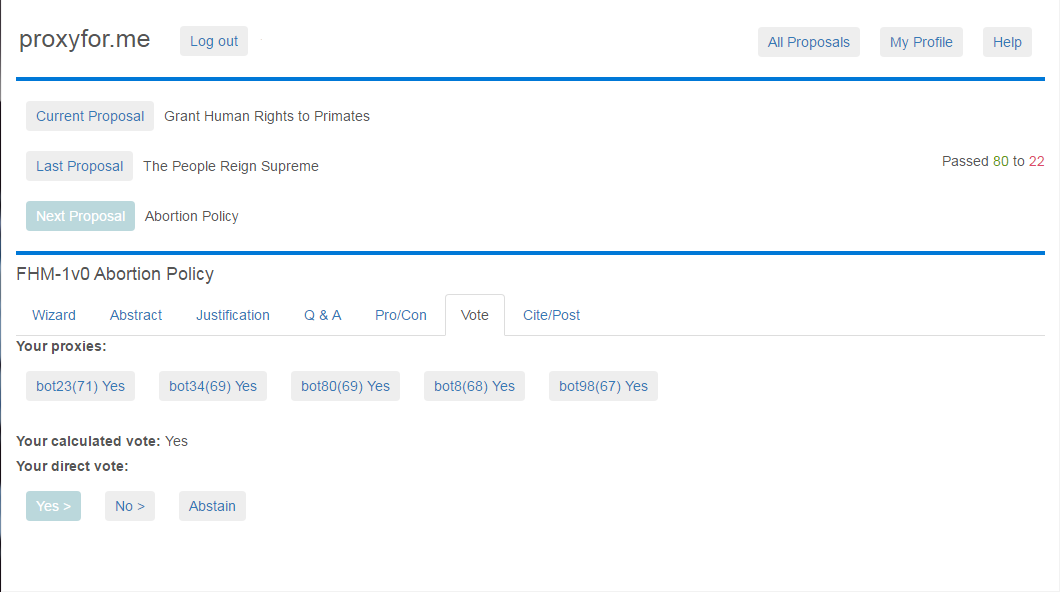 proxyfor.me Log out All Proposals My Profile Help
Current Proposal Grant Human Rights to Primates
Last Proposal The People Reign Supreme Passed 80 to 22
Next Proposal Abortion Policy
FHM-1v0 Abortion Policy
Wizard Abstract Justification Q & A Pro/Con Vote Cite/Post
Your proxies:
bot23(71) Yes bot34(69) Yes bot80(69) Yes bot8(68) Yes bot98(67) Yes
Your calculated vote: Yes
Your direct vote:
Yes > No > Abstain